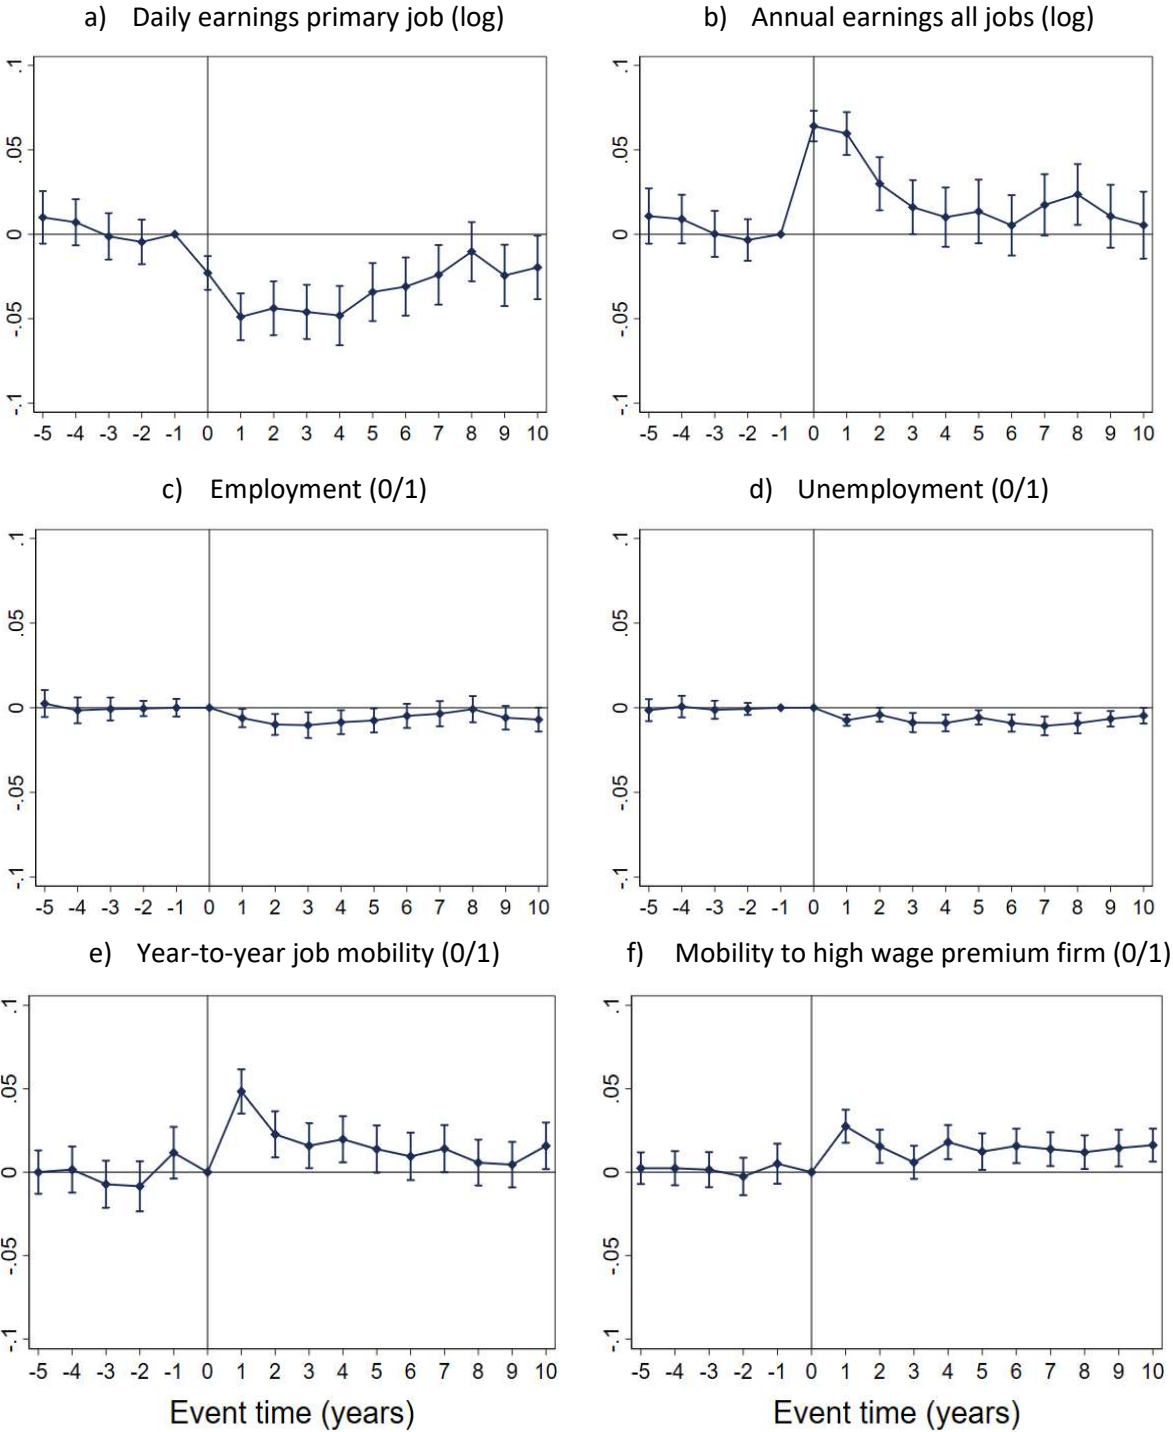 a) Daily earnings primary job (log)
b) Annual earnings all jobs (log)
.1
.05
0
-.05
-.1
-5 -4 -3 -2 -1 0 1 2 3 4 5 6 7 8 9 10
.1
.05
0
-.05
-.1
-5 -4 -3 -2 -1 0 1 2 3 4 5 6 7 8 9 10
c) Employment (0/1)
d) Unemployment (0/1)
.1
.05
0
-.05
-.1
-5 -4 -3 -2 -1 0 1 2 3 4 5 6 7 8 9 10
.1
.05
0
-.05
-.1
-5 -4 -3 -2 -1 0 1 2 3 4 5 6 7 8 9 10
e) Year-to-year job mobility (0/1)
f) Mobility to high wage premium firm (0/1)
.1
.05
0
-.05
-.1
-5 -4 -3 -2 -1 0 1 2 3 4 5 6 7 8 9 10
Event time (years)
.1
.05
0
-.05
-.1
-5 -4 -3 -2 -1 0 1 2 3 4 5 6 7 8 9 10
Event time (years)